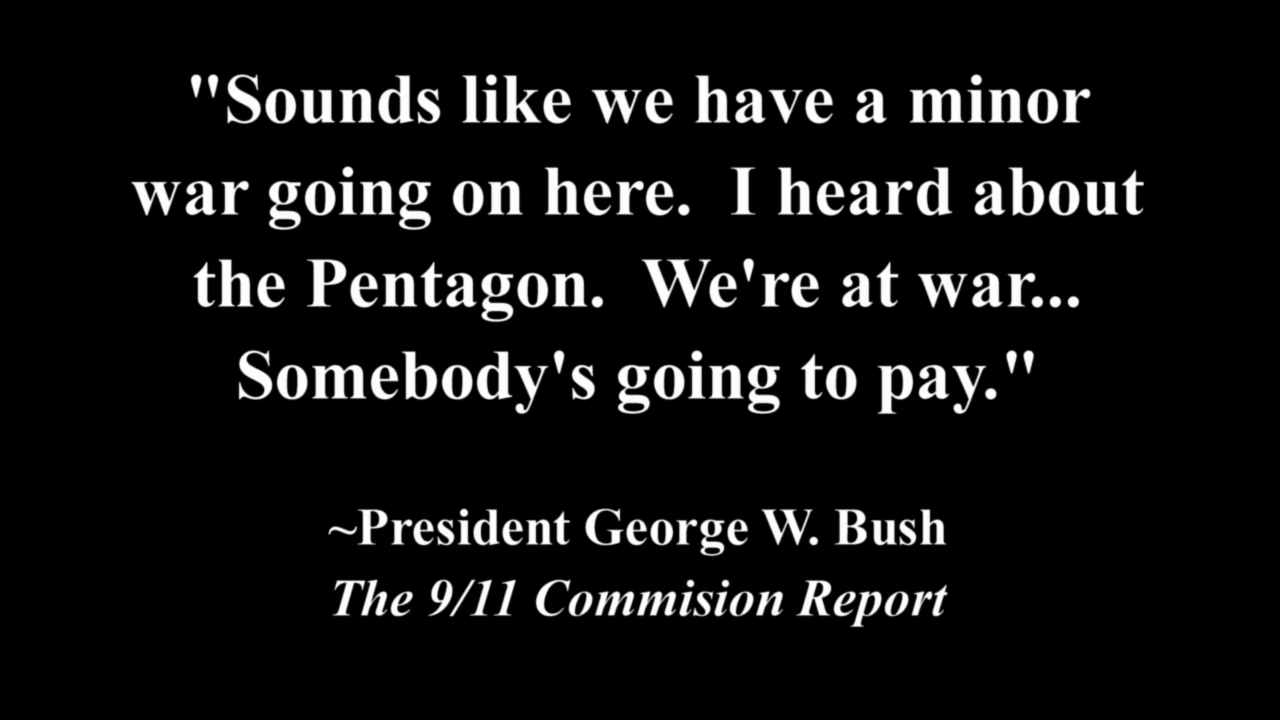 "Sounds like we have a minor
war going on here.  I heard about
the Pentagon.  We're at war...
Somebody's going to pay."
~President George W. Bush
The 9/11 Commision Report